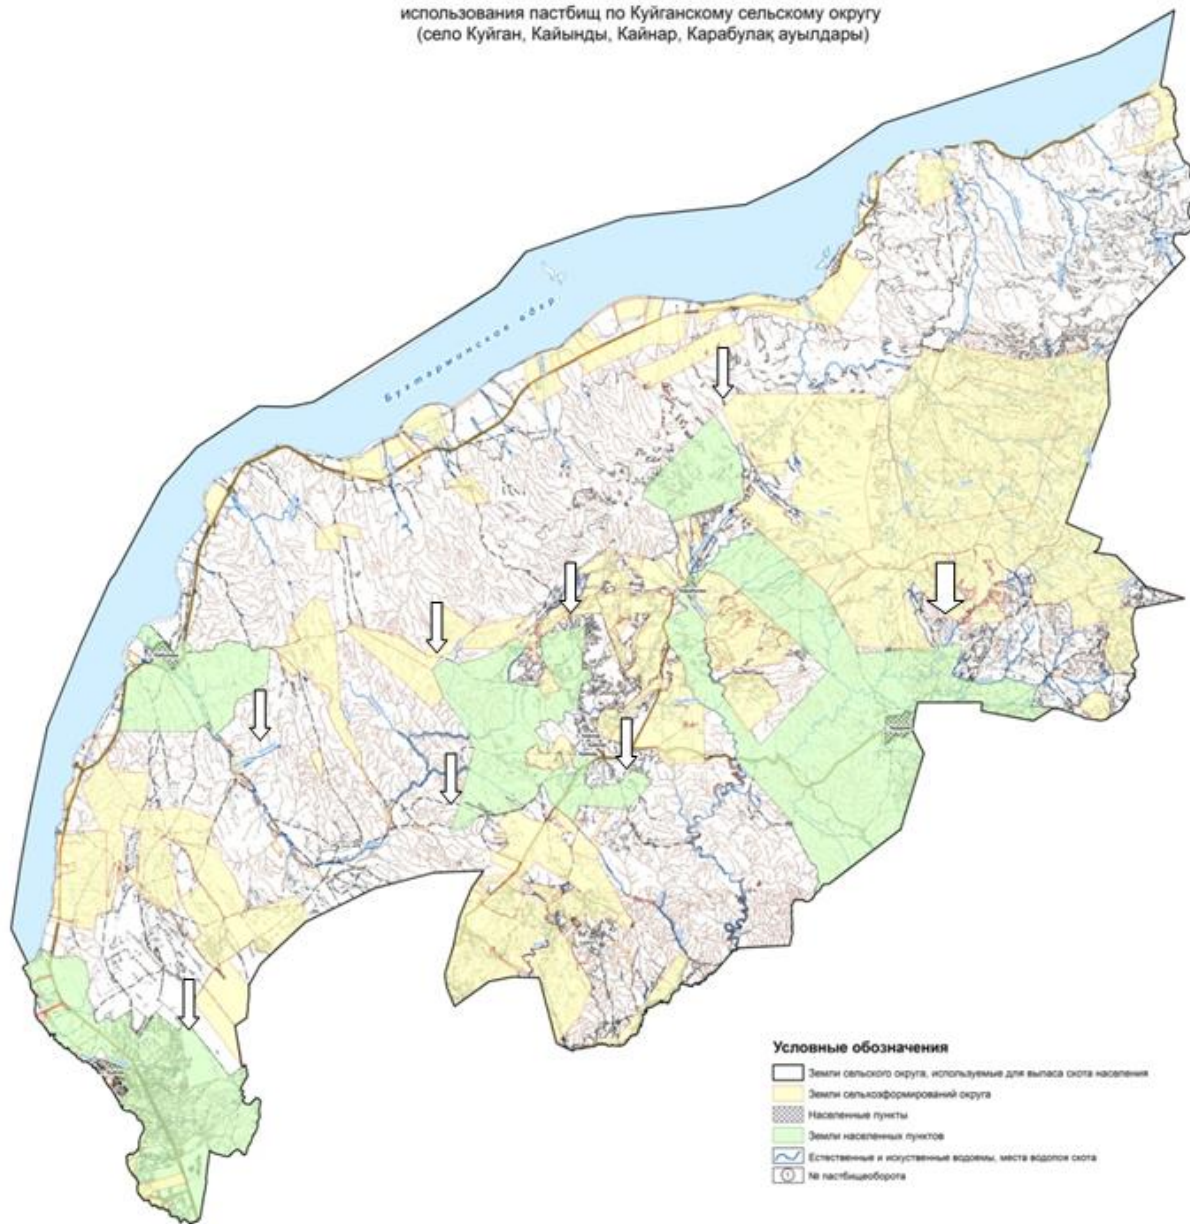 использования пастбищ по Куйганскому сельскому округу
(село Куйган, Кайынды, Кайнар, Карабулақ ауылдары)
Бухтарминское вдхр.
Условные обозначения
Земли сельского округа, используемые для выпаса скота населения
Земли сельхозформирований округа
Населенные пункты
Земли населенных пунктов
Естественные и искуственные водоемы, места водопоя скота
№ пастбищеоборота